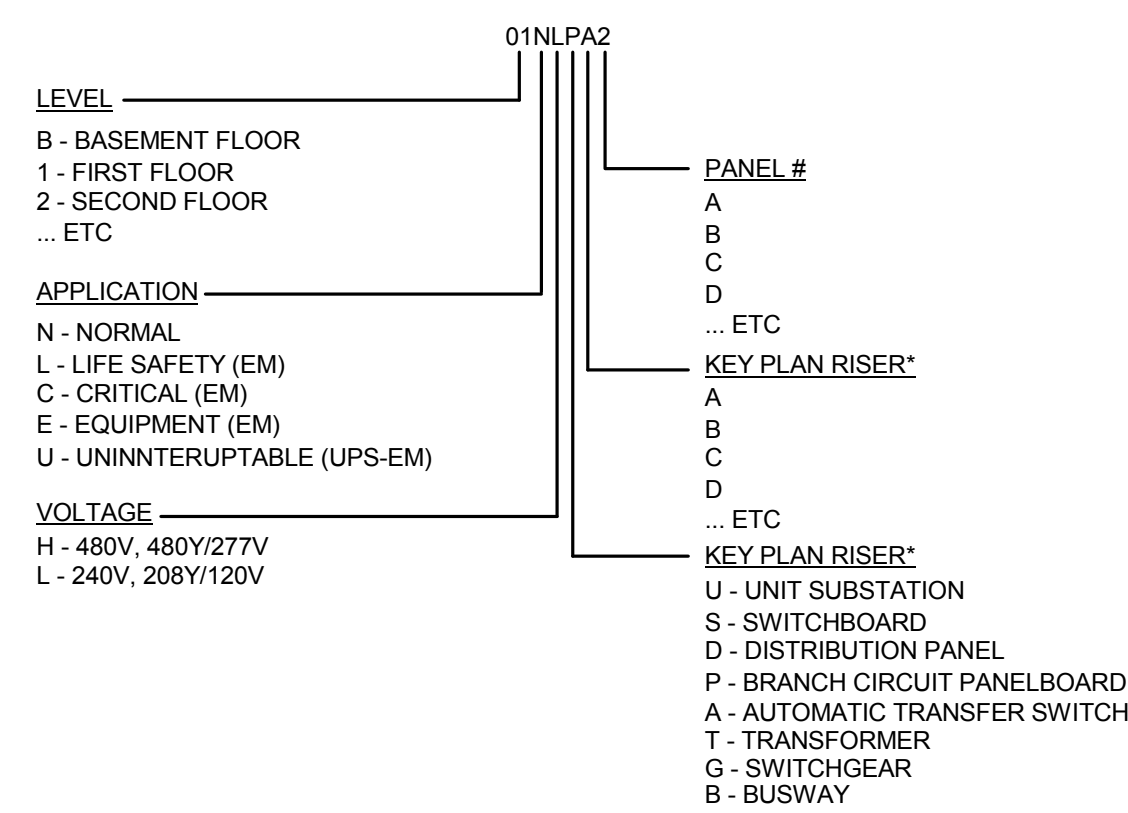 01NLPA2
LEVEL
B - BASEMENT FLOOR
1 - FIRST FLOOR
2 - SECOND FLOOR
... ETC
APPLICATION
N - NORMAL
L - LIFE SAFETY (EM)
C - CRITICAL (EM)
E - EQUIPMENT (EM)
U - UNINNTERUPTABLE (UPS-EM)
VOLTAGE
H - 480V, 480Y/277V
L - 240V, 208Y/120V
PANEL #
A
B
C
D
... ETC
KEY PLAN RISER*
A
B
C
D
... ETC
KEY PLAN RISER*
U - UNIT SUBSTATION
S - SWITCHBOARD
D - DISTRIBUTION PANEL
P - BRANCH CIRCUIT PANELBOARD
A - AUTOMATIC TRANSFER SWITCH
T - TRANSFORMER
G - SWITCHGEAR
B - BUSWAY